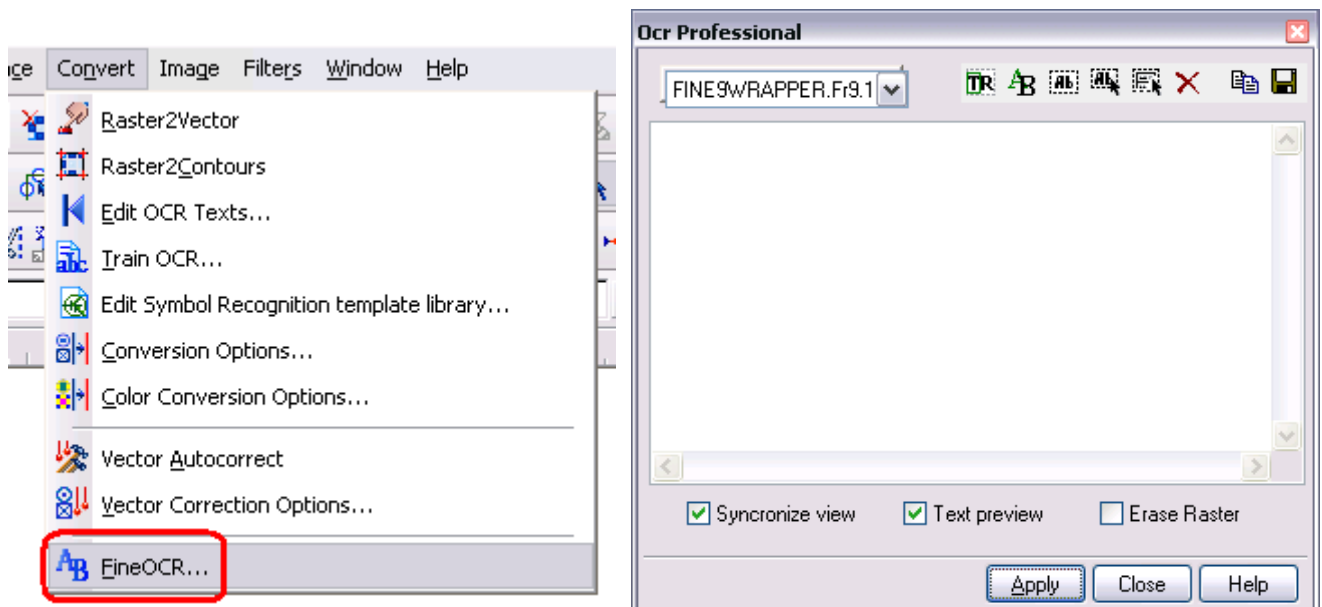 ce Convert Image Filters Window Help
Raster2Vector
Raster2Contours
Edit OCR Texts...
Train OCR...
Edit Symbol Recognition template library...
Conversion Options...
Color Conversion Options...
Vector Autocorrect
Vector Correction Options...
FineOCR...
Ocr Professional
FINE9WRAPPER.Fr9.1
Syncronize view
Text preview
Erase Raster
Apply
Close
Help